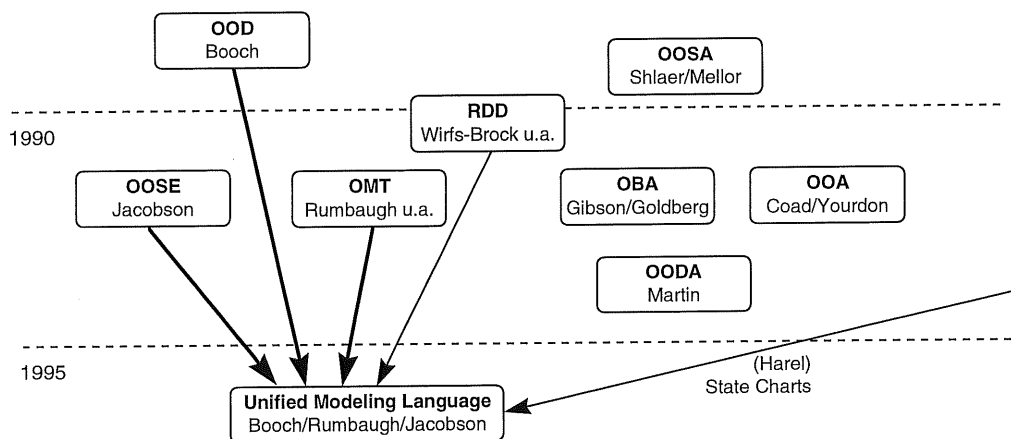 OOD
Booch
OOSA
Shlaer/Mellor
1990
RDD
Wirfs-Brock u.a.
OOSE
Jacobson
OMT
Rumbaugh u.a.
OBA
Gibson/Goldberg
OOA
Coad/Yourdon
OODA
Martin
1995
(Harel)
State Charts
Unified Modeling Language
Booch/Rumbaugh/Jacobson